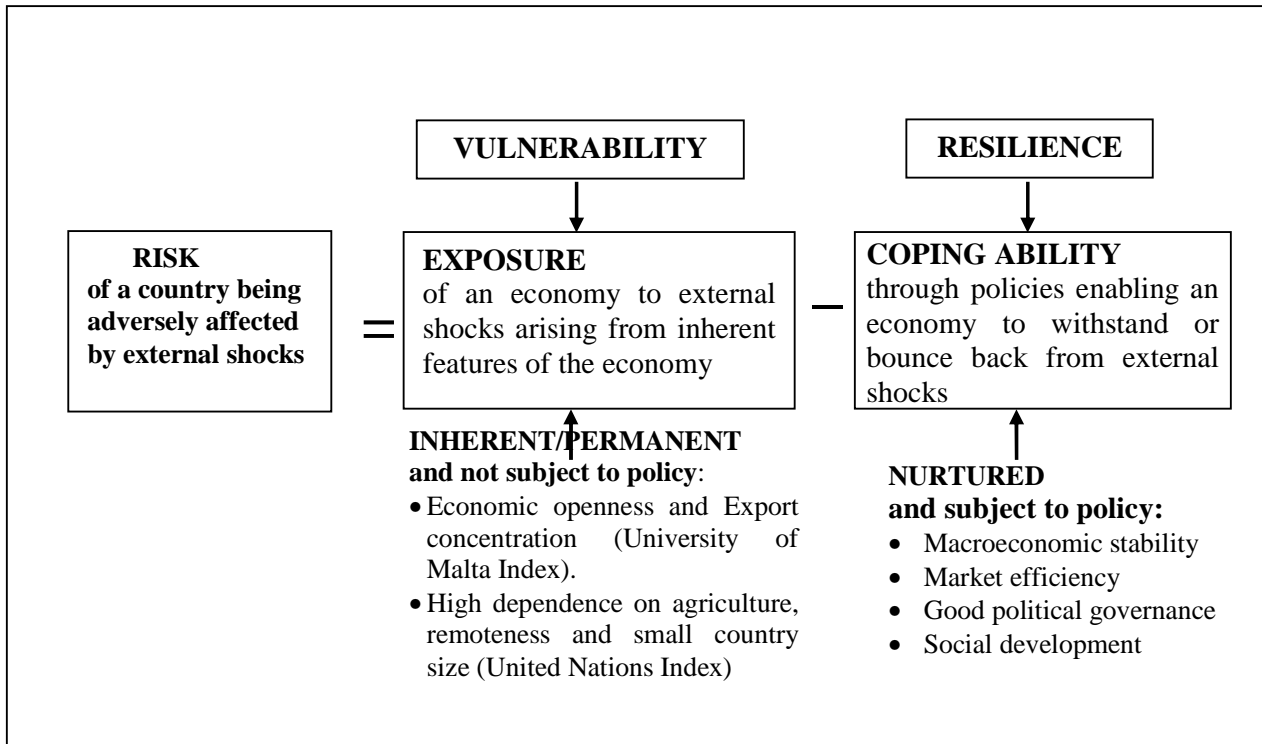 VULNERABILITY
RESILIENCE
RISK
of a country being
adversely affected
by external shocks
=
EXPOSURE
of an economy to external
shocks arising from inherent
features of the economy
–
COPING ABILITY
through policies enabling an
economy to withstand or
bounce back from external
shocks
INHERENT/PERMANENT
and not subject to policy:
• Economic openness and Export
concentration (University of
Malta Index).
• High dependence on agriculture,
remoteness and small country
size (United Nations Index)
NURTURED
and subject to policy:
• Macroeconomic stability
• Market efficiency
• Good political governance
• Social development